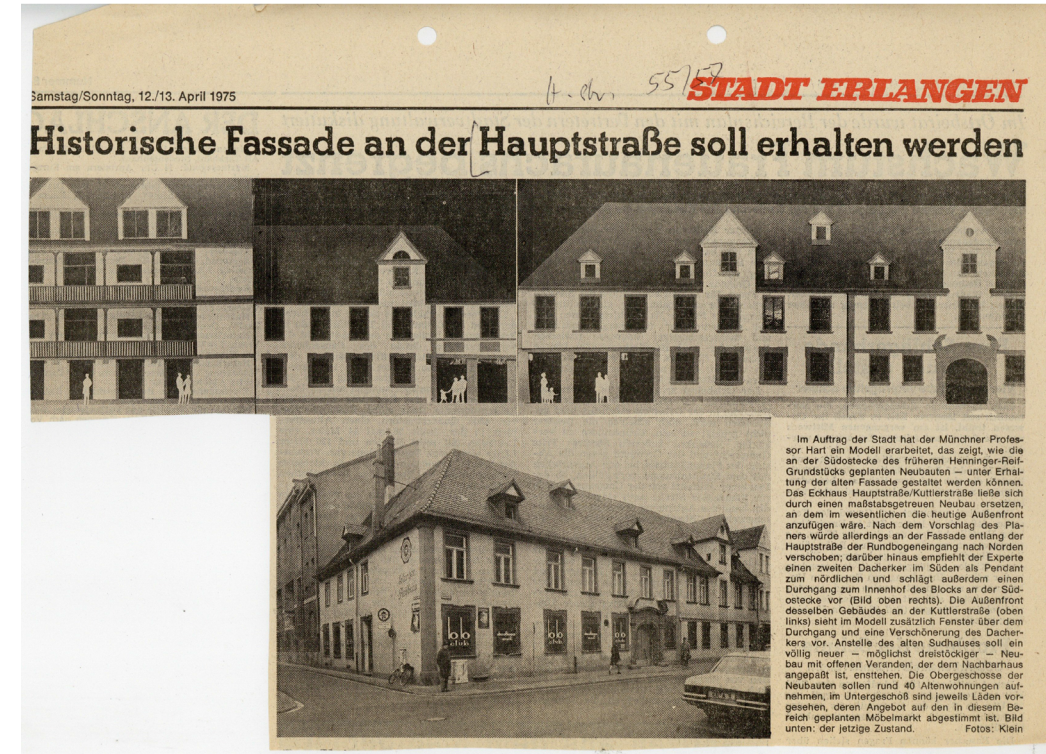 Samstag/Sonntag, 12./13. April 1975
55/57
STADT ERLANGEN
Historische Fassade an der Hauptstraße soll erhalten werden
Im Auftrag der Stadt hat der Münchner Profes-
sor Hart ein Modell erarbeitet, das zeigt, wie die
an der Südostecke des früheren Henninger-Reif-
Grundstücks geplanten Neubauten — unter Erhal-
tung der alten Fassade gestaltet werden können.
Das Eckhaus Hauptstraße/Kuttlerstraße ließe sich
durch einen maßstabsgetreuen Neubau ersetzen,
an dem im wesentlichen die heutige Außenfront
anzufügen wäre. Nach dem Vorschlag des Pla-
ners würde allerdings an der Fassade entlang der
Hauptstraße der Rundbogeneingang nach Norden
verschoben; darüber hinaus empfiehlt der Experte
einen zweiten Dacherker im Süden als Pendant
zum nördlichen und schlägt außerdem einen
Durchgang zum Innenhof des Blocks an der Süd-
ostecke vor (Bild oben rechts). Die Außenfront
desselben Gebäudes an der Kuttlerstraße (oben
links) sieht im Modell zusätzlich Fenster über dem
Durchgang und eine Verschönerung des Dacher-
kers vor. Anstelle des alten Sudhauses soll ein
völlig neuer — möglichst dreistöckiger — Neu-
bau mit offenen Veranden, der dem Nachbarhaus
angepaßt ist, ensttehen. Die Obergeschosse der
Neubauten sollen rund 40 Altenwohnungen auf-
nehmen, im Untergeschoß sind jeweils Läden vor-
gesehen, deren Angebot auf den in diesem Be-
reich geplanten Möbelmarkt abgestimmt ist. Bild
unten: der jetzige Zustand. Fotos: Klein